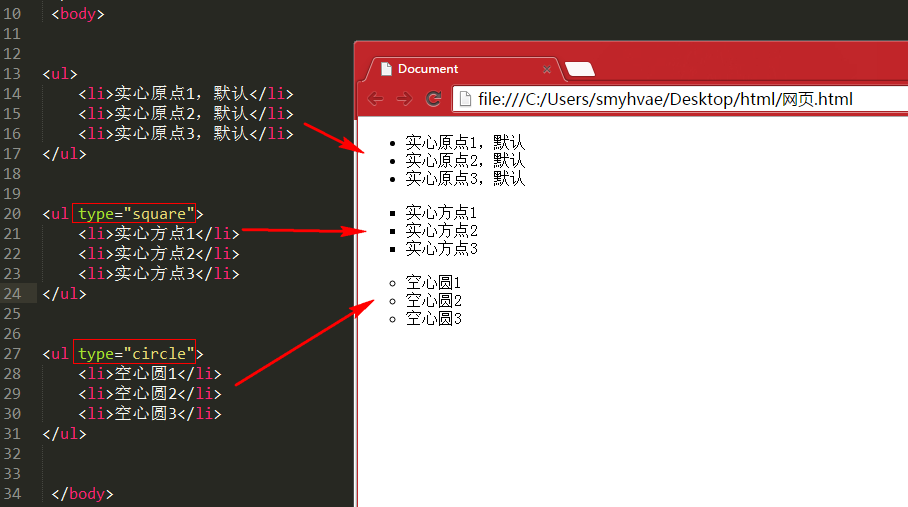 10 <body>
11
12
13 <ul>
14 <li>实心原点1，默认</li>
15 <li>实心原点2，默认</li>
16 <li>实心原点3，默认</li>
17 </ul>
18
19
20 <ul type="square">
21 <li>实心方点1</li>
22 <li>实心方点2</li>
23 <li>实心方点3</li>
24 </ul>
25
26
27 <ul type="circle">
28 <li>空心圆1</li>
29 <li>空心圆2</li>
30 <li>空心圆3</li>
31 </ul>
32
33
34 </body>
Document
file:///C:/Users/smyhvae/Desktop/html/网页.html
实心原点1，默认
实心原点2，默认
实心原点3，默认
实心方点1
实心方点2
实心方点3
空心圆1
空心圆2
空心圆3